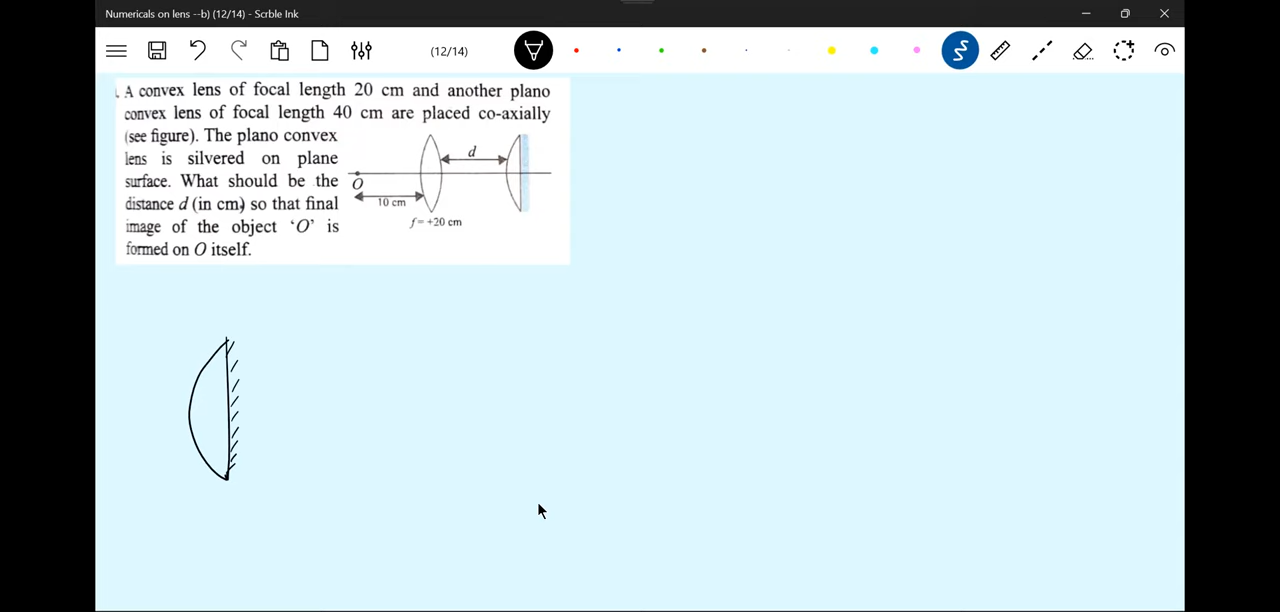 Numericals on lens --b) (12/14) - Scrble Ink
(12/14)
. A convex lens of focal length 20 cm and another plano
convex lens of focal length 40 cm are placed co-axially
(see figure). The plano convex
lens is silvered on plane
surface. What should be the
distance d (in cm) so that final
image of the object ‘O’ is
formed on O itself.
d
O
10 cm
f= +20 cm